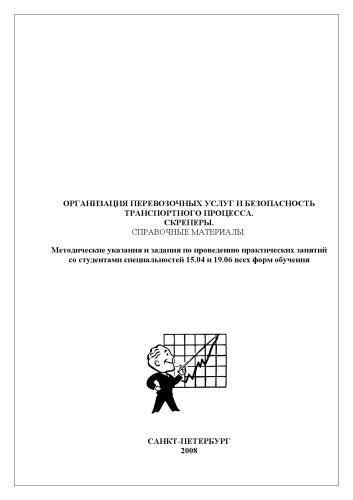 ОРГАНИЗАЦИЯ ПЕРЕВОЗОЧНЫХ УСЛУГ И БЕЗОПАСНОСТЬ
ТРАНСПОРТНОГО ПРОЦЕССА.
СКРЕПЕРЫ.
СПРАВОЧНЫЕ МАТЕРИАЛЫ.
Методические указания и задания по проведению практических занятий
со студентами специальностей 15.04 и 19.06 всех форм обучения
САНКТ-ПЕТЕРБУРГ
2008